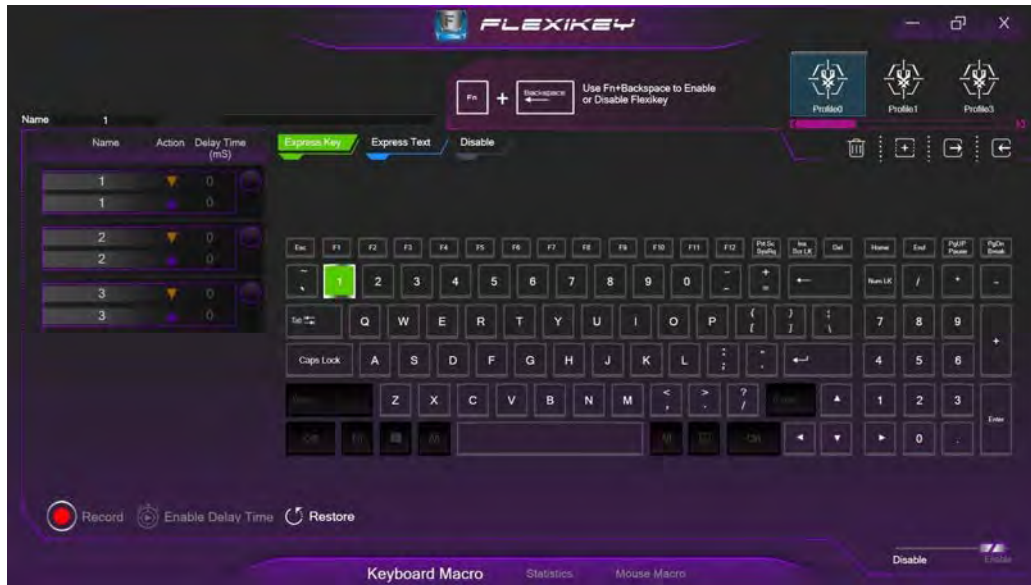 FLEXIKEY
Fn + Backspace Use Fn+Backspace to Enable
or Disable Flexikey
Profile0 Profile1 Profile3
Name 1
Name Action Delay Time
(mS)
Express Key Express Text Disable
1 0
1 0
2 0
2 0
3 0
3 0
Esc F1 F2 F3 F4 F5 F6 F7 F8 F9 F10 F11 F12 Prt Sc Ins Del Home End PgUP PgDn
SysRq Scr LK Pause Break
~ 1 2 3 4 5 6 7 8 9 0 - + Num LK / * -
` _ =
Q W E R T Y U I O P { } 7 8 9 +
[ ] \
Caps Lock A S D F G H J K L : 4 5 6
;
Z X C V B N M < > ? 1 2 3 Enter
, . /
Ctrl Fn Alt Ctrl 0 .
Record Enable Delay Time Restore
Disable Enable
Keyboard Macro Statistics Mouse Macro